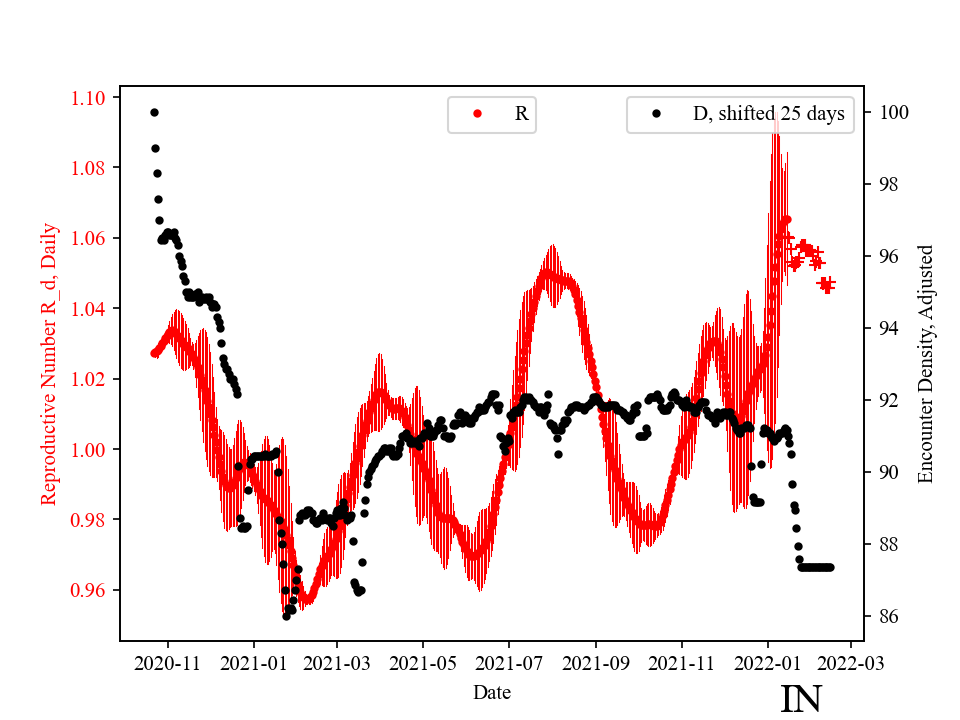 R
D, shifted 25 days
Reproductive Number R_d, Daily
1.10
1.08
1.06
1.04
1.02
1.00
0.98
0.96
100
98
96
94
92
90
88
86
Encounter Density, Adjusted
2020-11 2021-01 2021-03 2021-05 2021-07 2021-09 2021-11 2022-01 2022-03
Date
IN